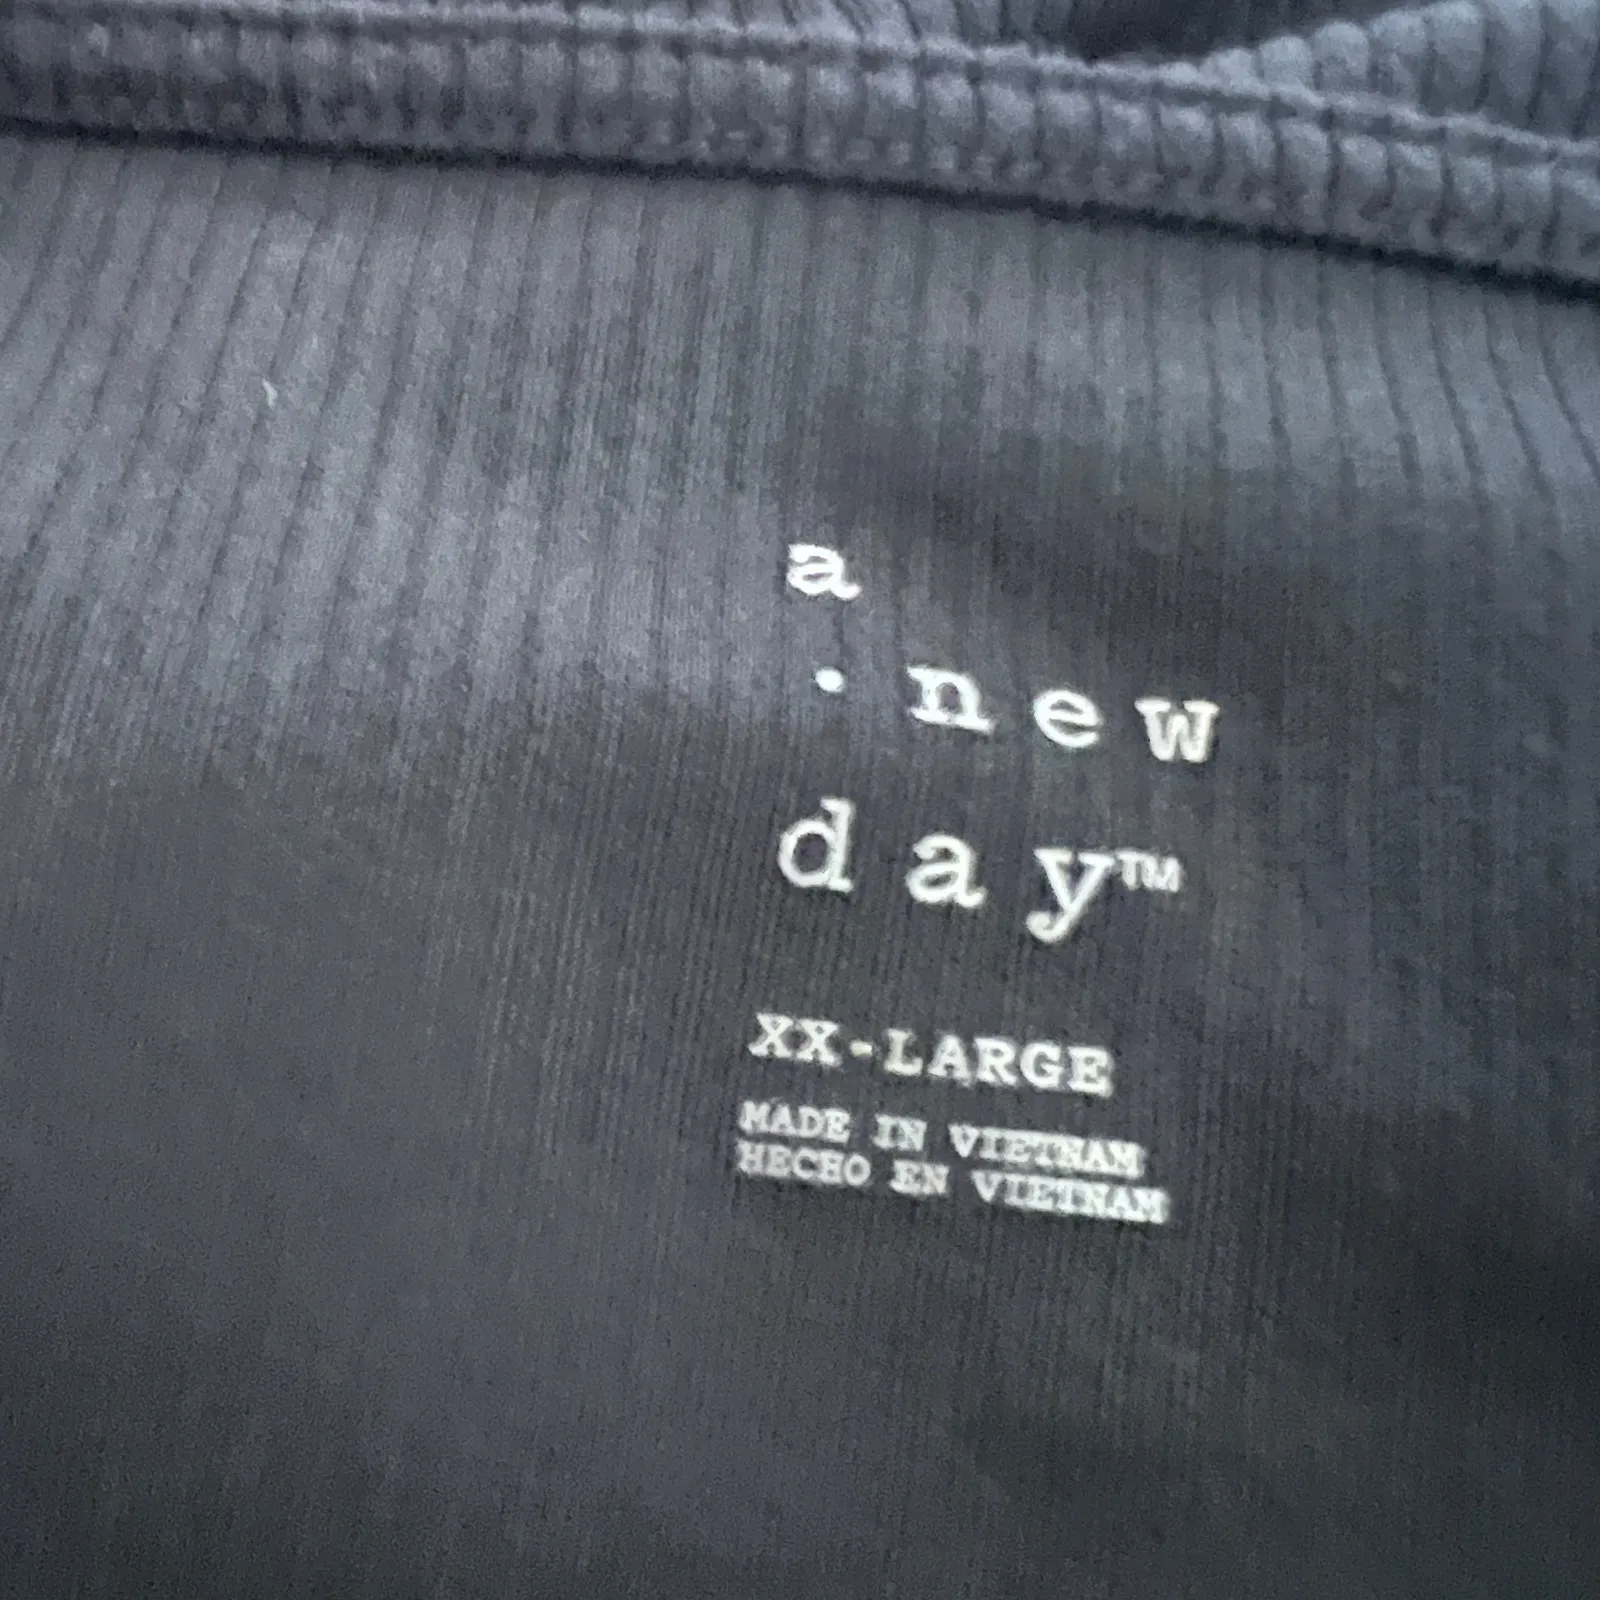 a
· new
day™
XX-LARGE
MADE IN VIETNAM
HECHO EN VIETNAM